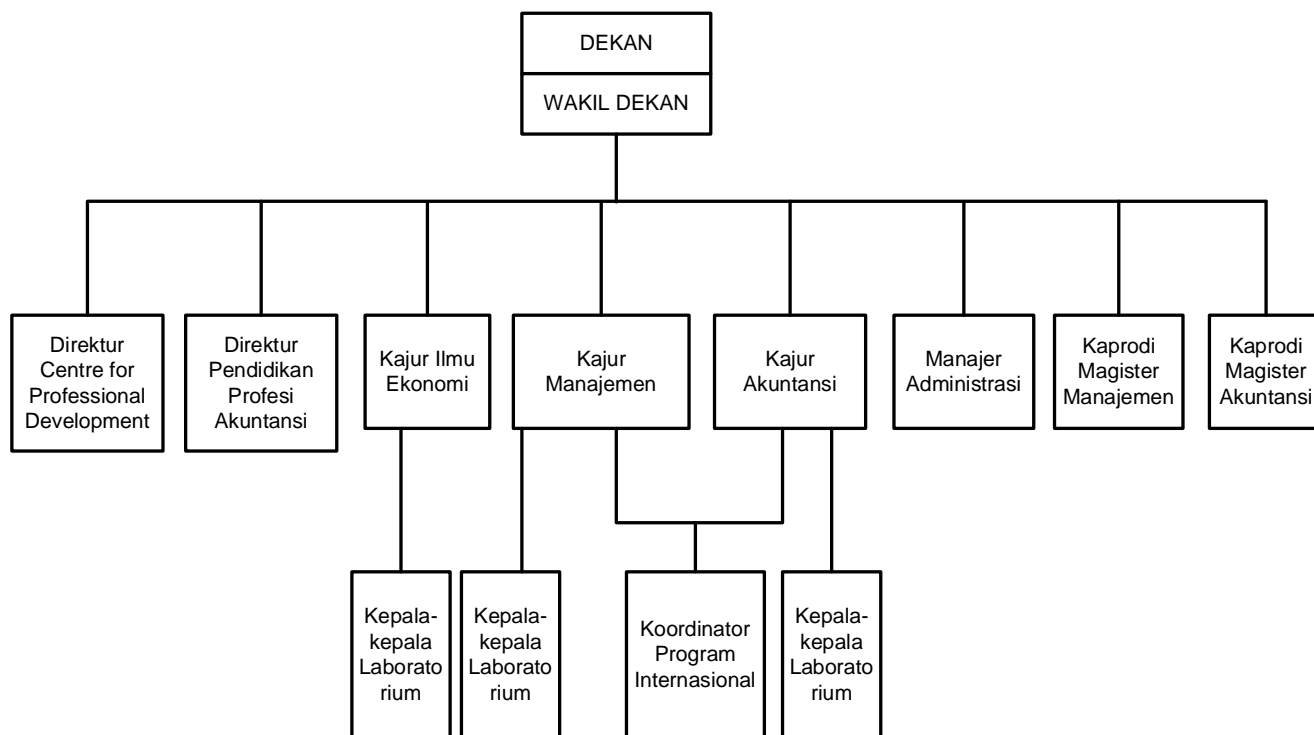 DEKAN
WAKIL DEKAN
Direktur
Centre for
Professional
Development
Direktur
Pendidikan
Profesi
Akuntansi
Kajur Ilmu
Ekonomi
Kajur
Manajemen
Kajur
Akuntansi
Manajer
Administrasi
Kaprodi
Magister
Manajemen
Kaprodi
Magister
Akuntansi
Kepala-
kepala
Laborato
rium
Kepala-
kepala
Laborato
rium
Koordinator
Program
Internasional
Kepala-
kepala
Laborato
rium